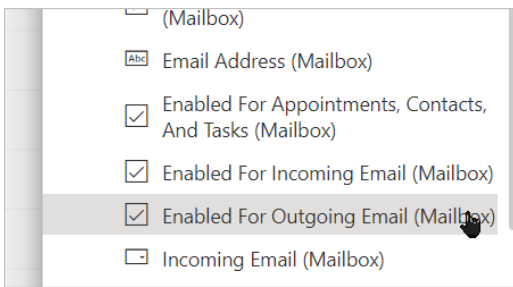 (Mailbox)
Abc Email Address (Mailbox)
Enabled For Appointments, Contacts,
And Tasks (Mailbox)
Enabled For Incoming Email (Mailbox)
Enabled For Outgoing Email (Mailbox)
Incoming Email (Mailbox)